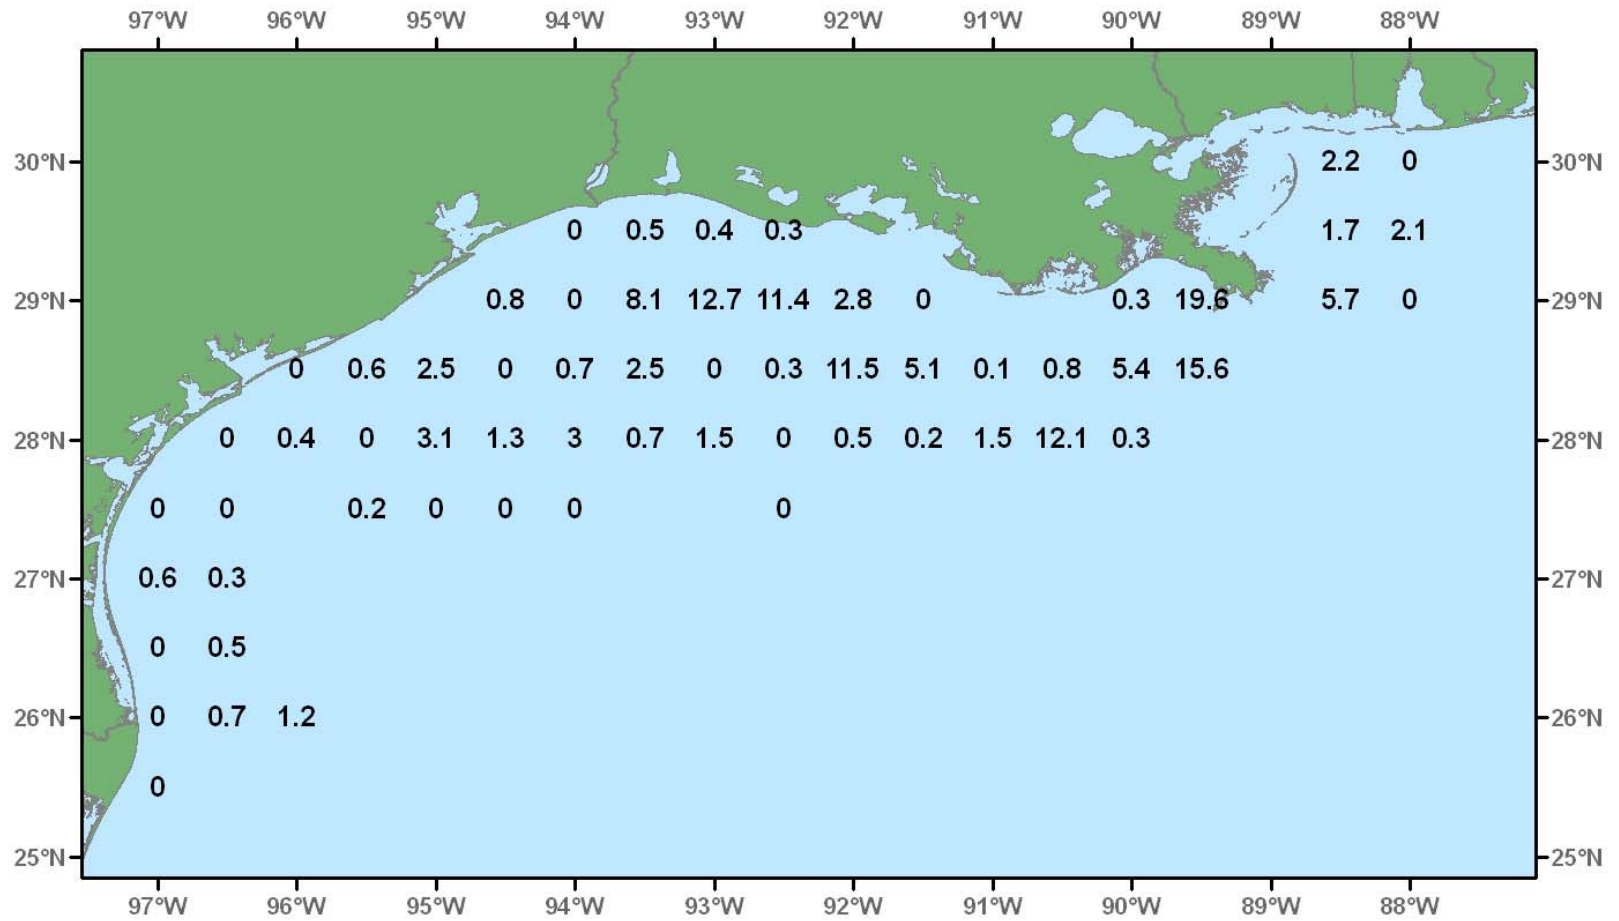 97°W 96°W 95°W 94°W 93°W 92°W 91°W 90°W 89°W 88°W
30°N 2.2 0 30°N
0 0.5 0.4 0.3 1.7 2.1
29°N 0.8 0 8.1 12.7 11.4 2.8 0 0.3 19.6 5.7 0 29°N
0 0.6 2.5 0 0.7 2.5 0 0.3 11.5 5.1 0.1 0.8 5.4 15.6
28°N 0 0.4 0 3.1 1.3 3 0.7 1.5 0 0.5 0.2 1.5 12.1 0.3 28°N
0 0 0.2 0 0 0 0
27°N 0.6 0.3 27°N
0 0.5
26°N 0 0.7 1.2 26°N
0
25°N 25°N
97°W 96°W 95°W 94°W 93°W 92°W 91°W 90°W 89°W 88°W